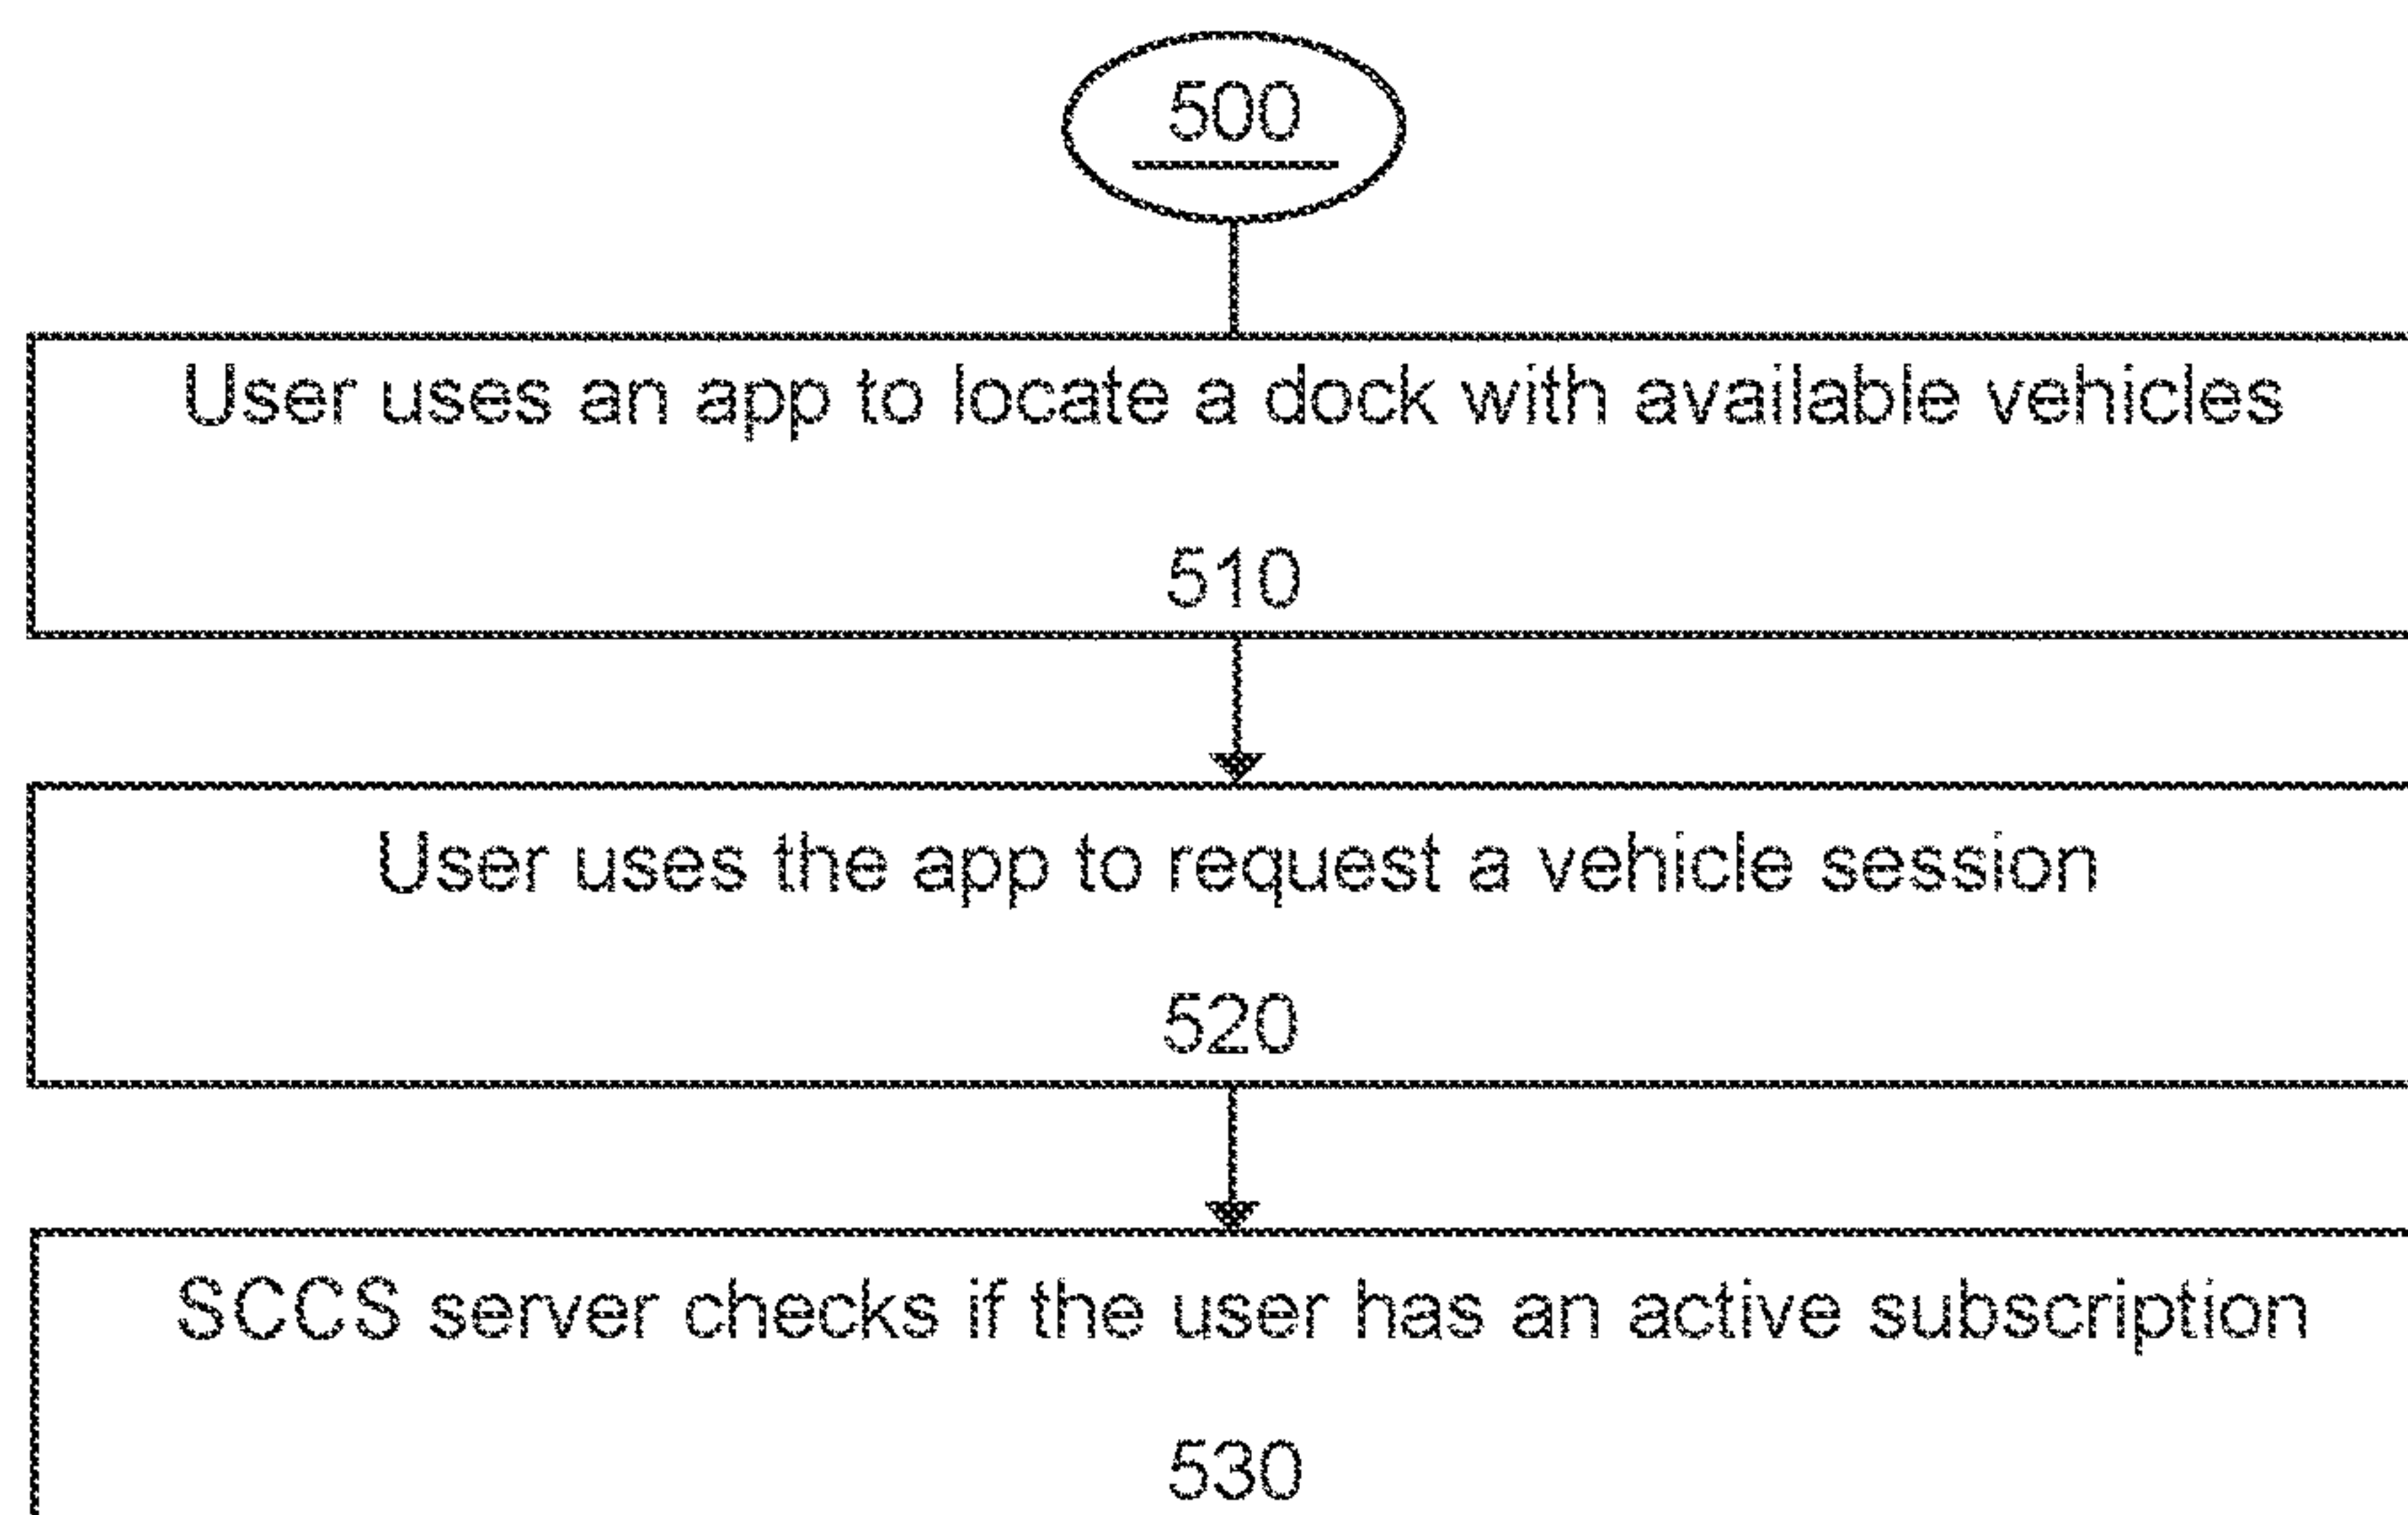 500
User uses an app to locate a dock with available vehicles
510
User uses the app to request a vehicle session
520
SCCS server checks if the user has an active subscription
530